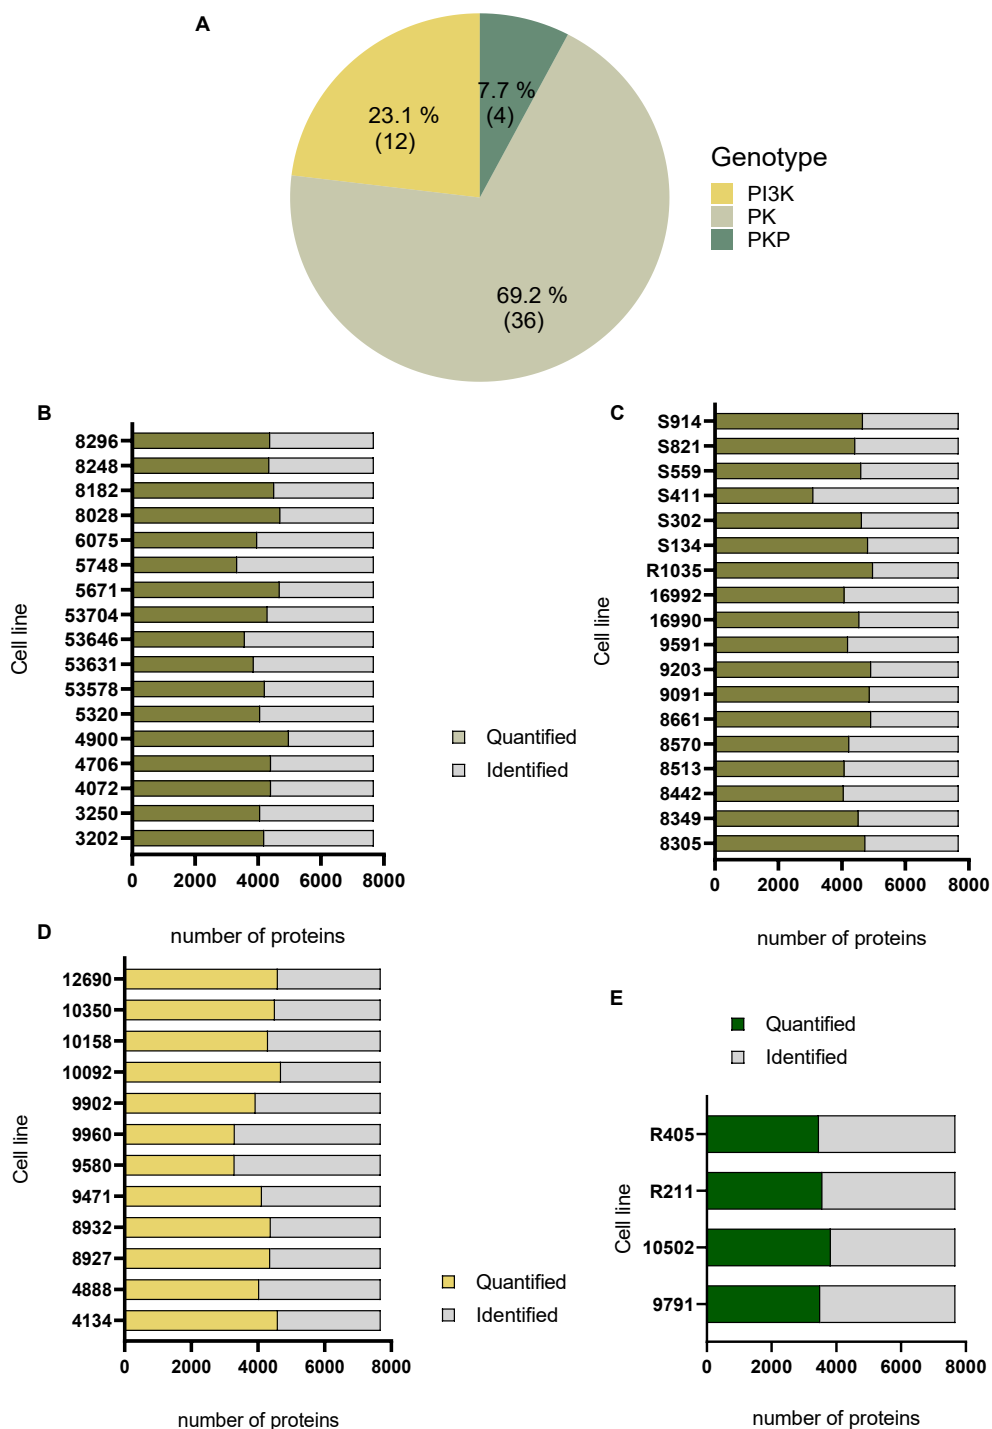 A
23.1 %
(12)
7.7 %
(4)
69.2 %
(36)
Genotype
PI3K
PK
PKP
B
Cell line
8296
8248
8182
8028
6075
5748
5671
53704
53646
53631
53578
5320
4900
4706
4072
3250
3202
0 2000 4000 6000 8000
number of proteins
Quantified
Identified
C
Cell line
S914
S821
S559
S411
S302
S134
R1035
16992
16990
9591
9203
9091
8661
8570
8513
8442
8349
8305
0 2000 4000 6000 8000
number of proteins
D
Cell line
12690
10350
10158
10092
9902
9960
9580
9471
8932
8927
4888
4134
0 2000 4000 6000 8000
number of proteins
Quantified
Identified
E
Quantified
Identified
Cell line
R405
R211
10502
9791
0 2000 4000 6000 8000
number of proteins